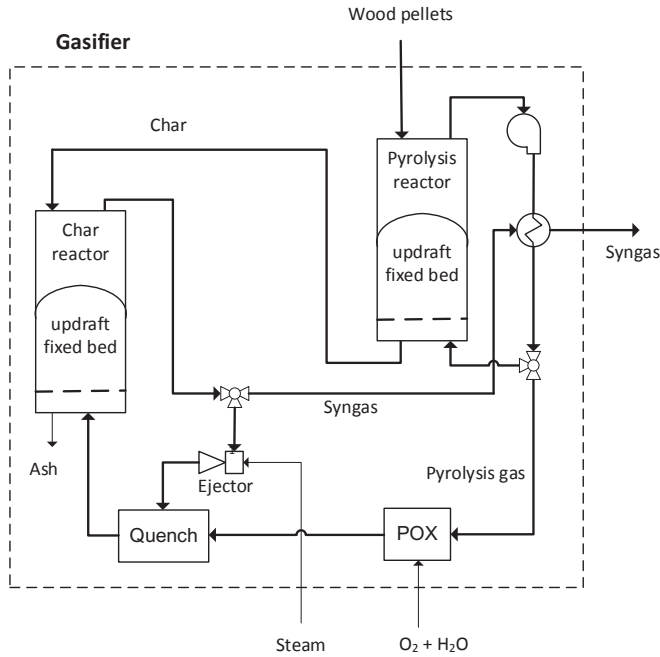 Wood pellets
Gasifier
Char
Pyrolysis
reactor
Char
reactor
updraft
fixed bed
Syngas
updraft
fixed bed
Syngas
Ash
Ejector
Pyrolysis gas
Quench
POX
Steam
O₂ + H₂O